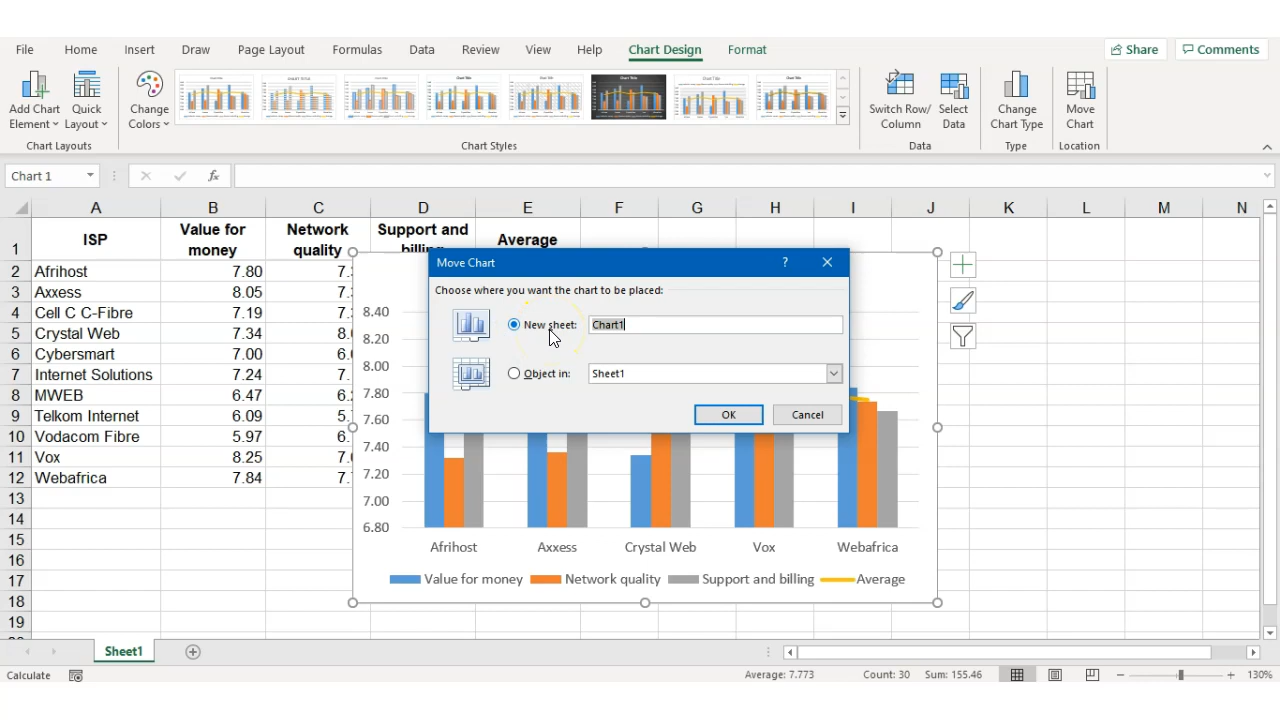 File Home Insert Draw Page Layout Formulas Data Review View Help Chart Design Format Share Comments
Add Chart Element Quick Layout Change Colors Switch Row/ Column Select Data Change Chart Type Move Chart
Chart Layouts Chart Styles Data Type Location
Chart 1 fx
A B C D E F G H I J K L M N
1 ISP Value for money Network quality Support and Average
Move Chart ? ×
Choose where you want the chart to be placed:
New sheet: Chart1
Object in: Sheet1
OK Cancel
2 Afrihost 7.80
3 Axxess 8.05
4 Cell C C-Fibre 7.19
5 Crystal Web 7.34
6 Cybersmart 7.00
7 Internet Solutions 7.24
8 MWEB 6.47
9 Telkom Internet 6.09
10 Vodacom Fibre 5.97
11 Vox 8.25
12 Webafrica 7.84
13
14
15
16
17
18
19
8.40
8.20
8.00
7.80
7.60
7.40
7.20
7.00
6.80
Afrihost Axxess Crystal Web Vox Webafrica
Value for money Network quality Support and billing Average
Sheet1
Calculate Average: 7.773 Count: 30 Sum: 155.46 130%